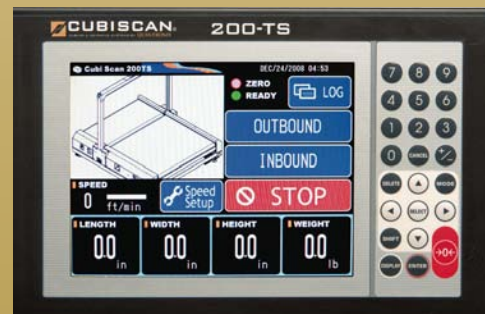 CUBISCAN. 200-TS
Cubi Scan 200TS DEC/24/2008 04:53
ZERO
READY
LOG
OUTBOUND
INBOUND
SPEED
0 ft/min
Speed
Setup
STOP
LENGTH WIDTH HEIGHT WEIGHT
0.0 in 0.0 in 0.0 in 0.0 lb
7 8 9
4 5 6
1 2 3
0 CANCEL +/-
DELETE MODE
SELECT
SHIFT
→0←
DISPLAY ENTER